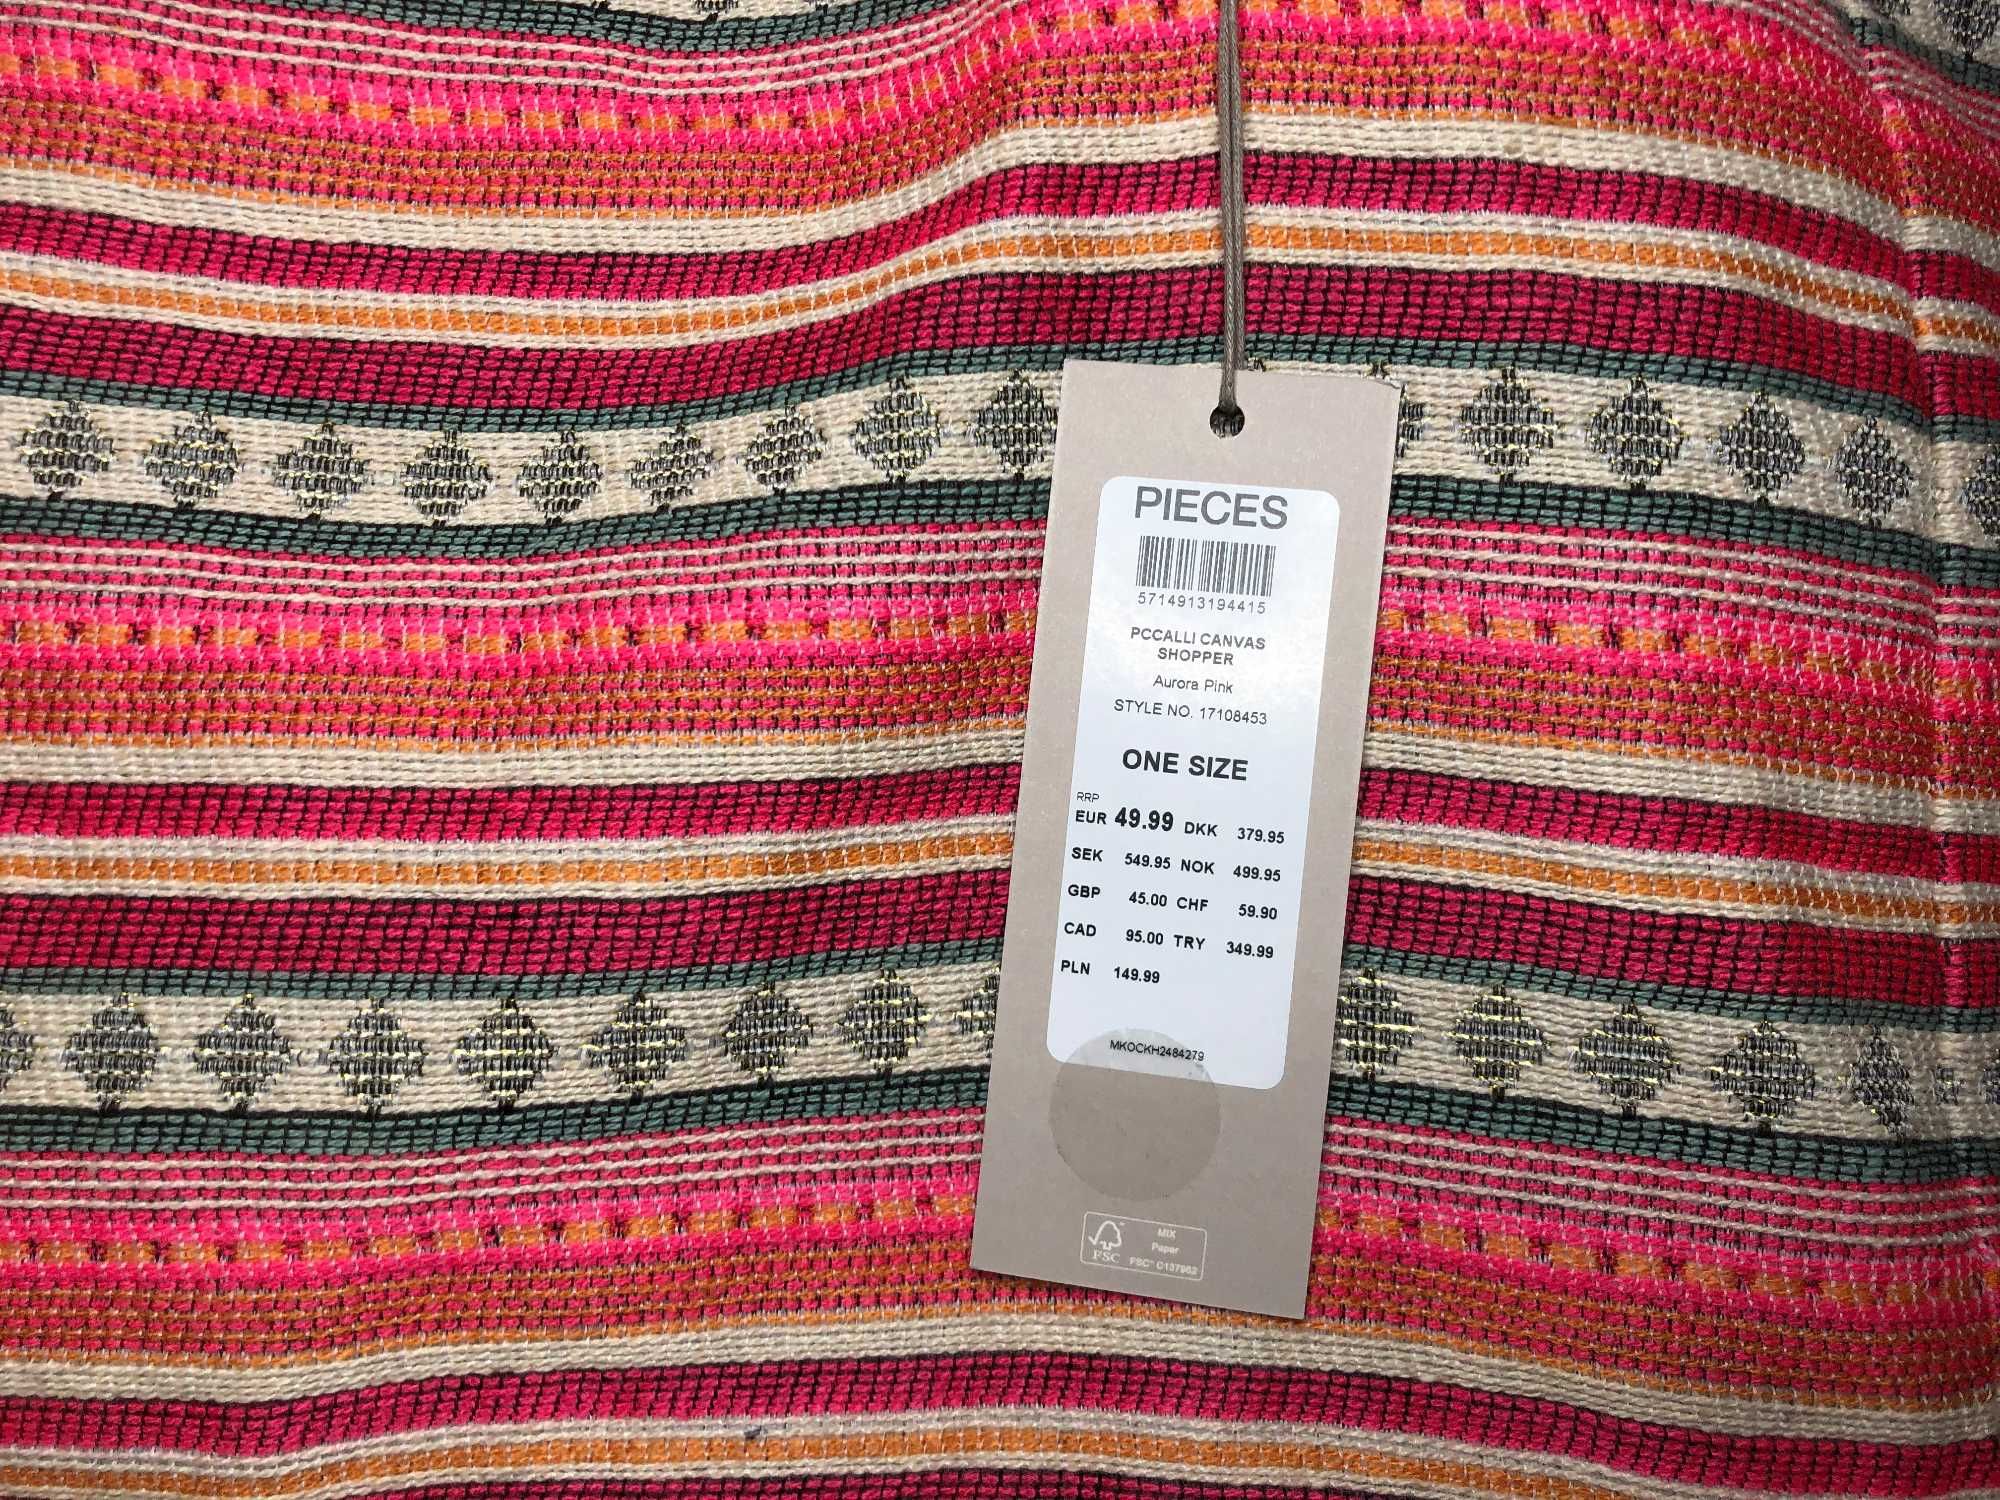 PIECES
5714913194415
PCCALLI CANVAS
SHOPPER
Aurora Pink
STYLE NO. 17108453
ONE SIZE
RRP
EUR 49.99 DKK 379.95
SEK 549.95 NOK 499.95
GBP 45.00 CHF 59.90
CAD 95.00 TRY 349.99
PLN 149.99
MKOCKH2484279
FSC
MIX
Paper
FSC™ C137962